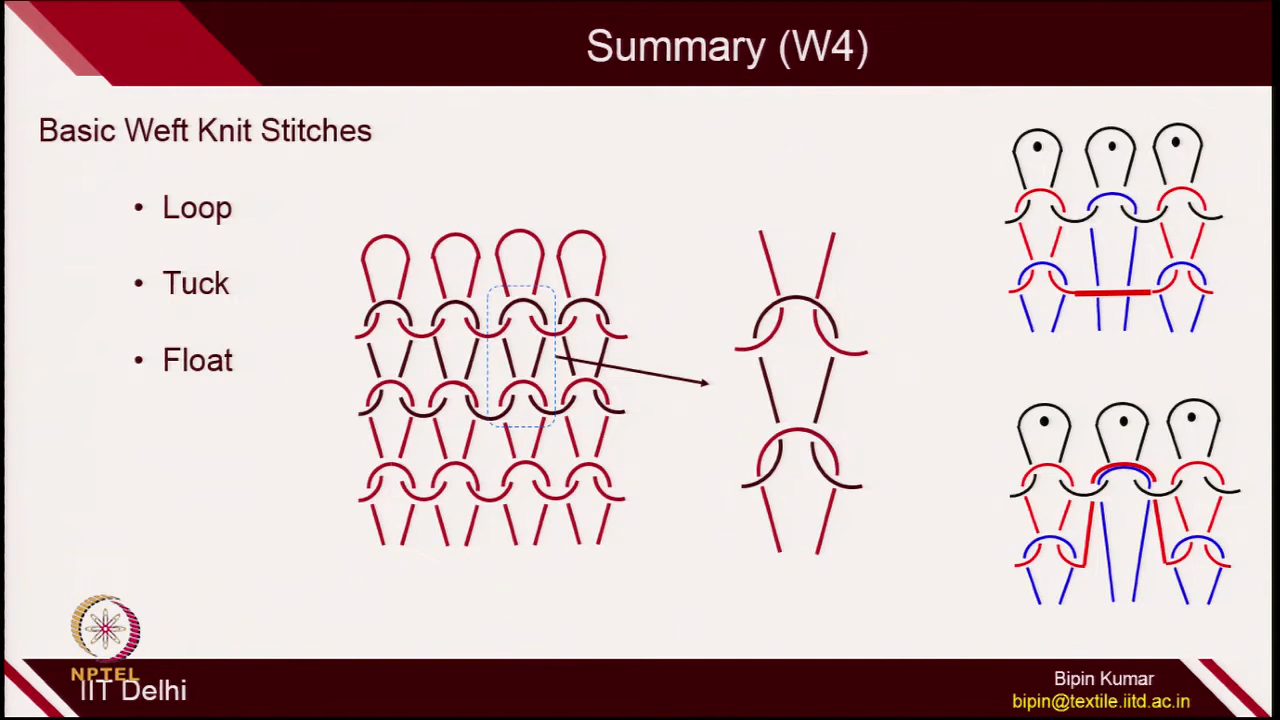 Summary (W4)
Basic Weft Knit Stitches
• Loop
• Tuck
• Float
NPTEL
IIT Delhi
Bipin Kumar
bipin@textile.iitd.ac.in